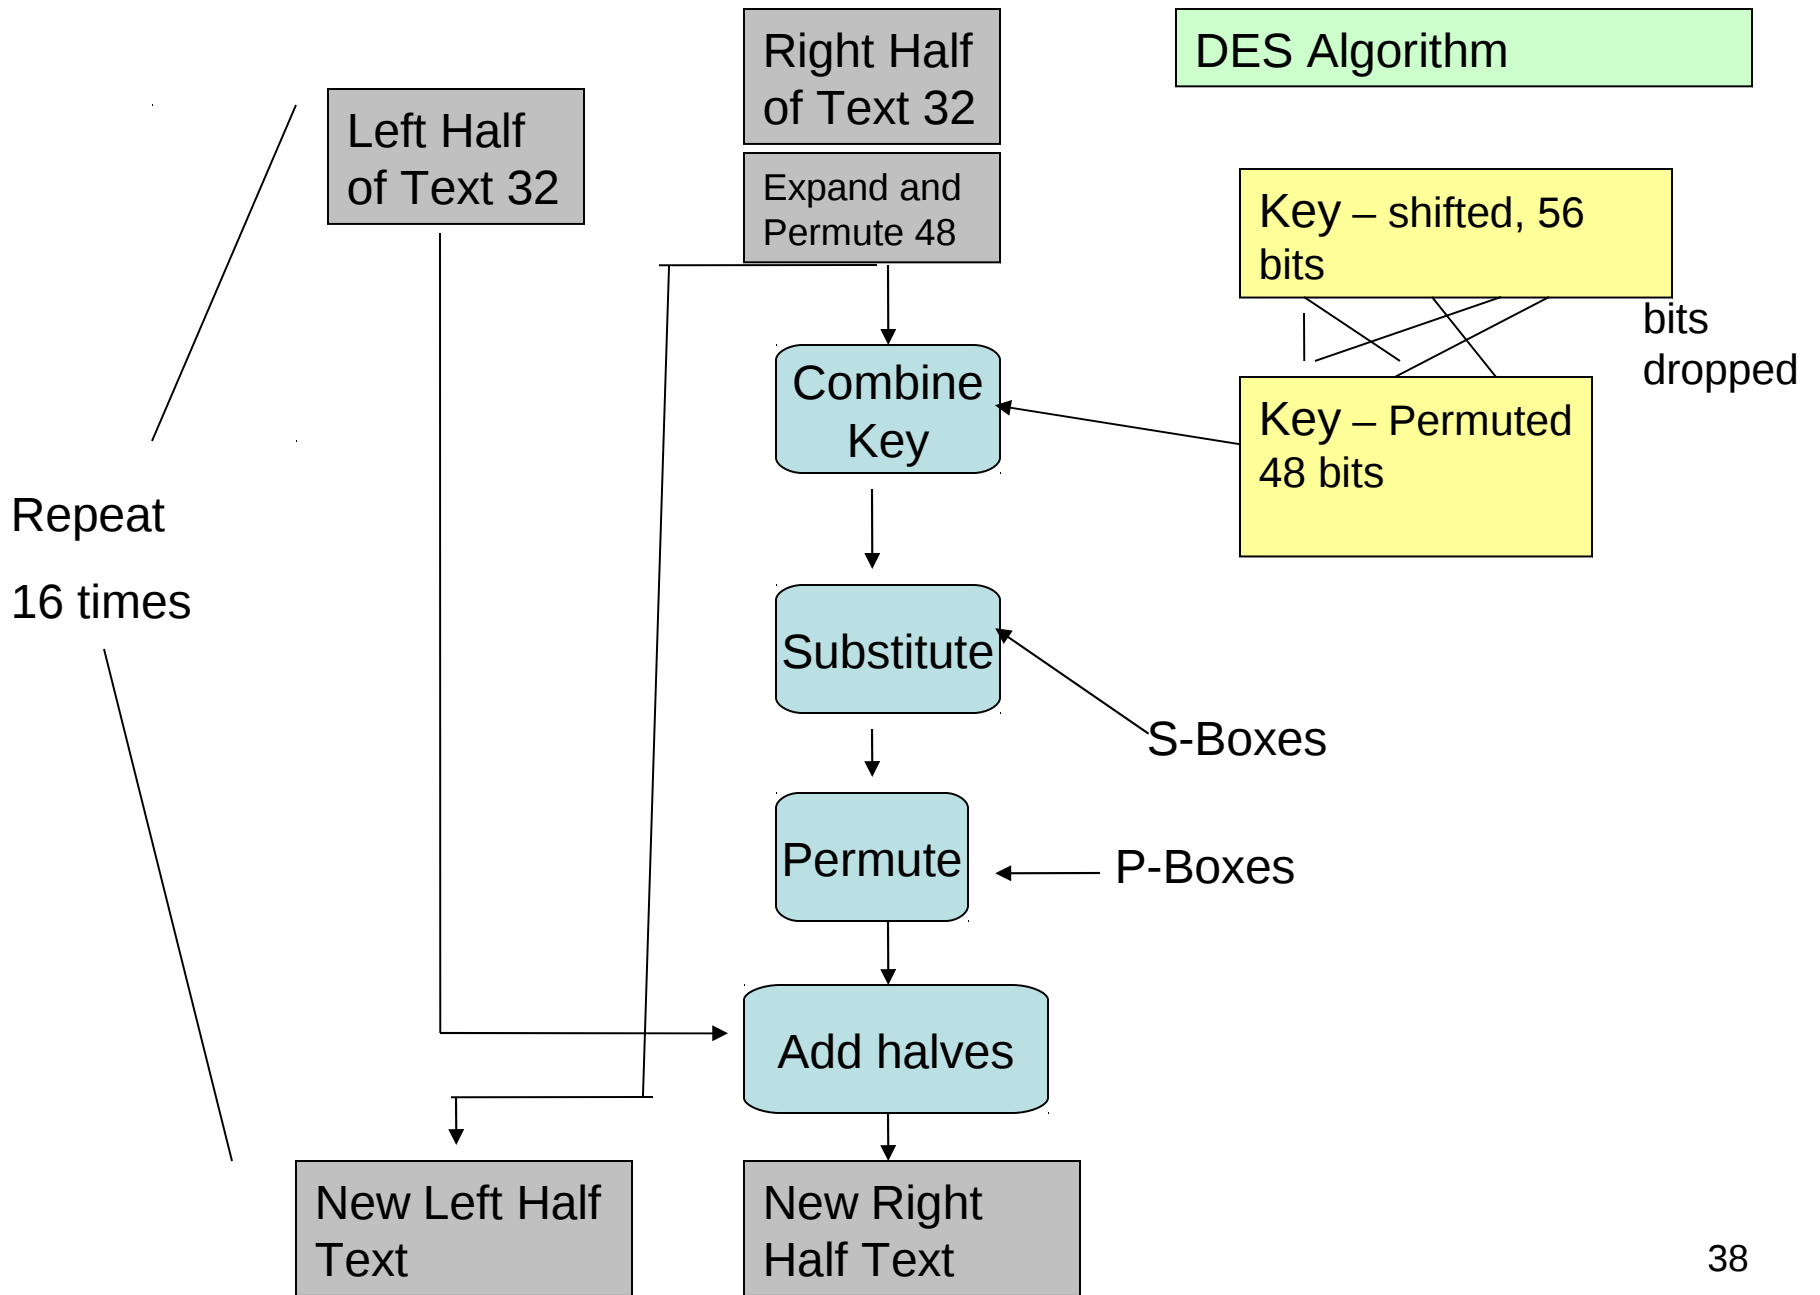 DES Algorithm
Right Half
of Text 32
Left Half
of Text 32
Expand and
Permute 48
Key – shifted, 56
bits
bits
dropped
Combine
Key
Key – Permuted
48 bits
Repeat
16 times
Substitute
S-Boxes
Permute
P-Boxes
Add halves
New Left Half
Text
New Right
Half Text
38